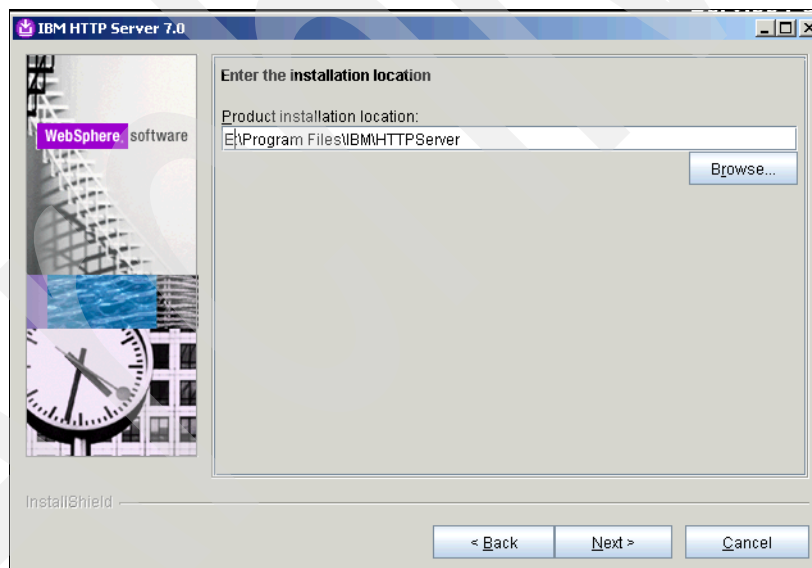 IBM HTTP Server 7.0
Enter the installation location
Product installation location:
E:\Program Files\IBM\HTTPServer
Browse...
WebSphere. software
InstallShield
< Back
Next >
Cancel